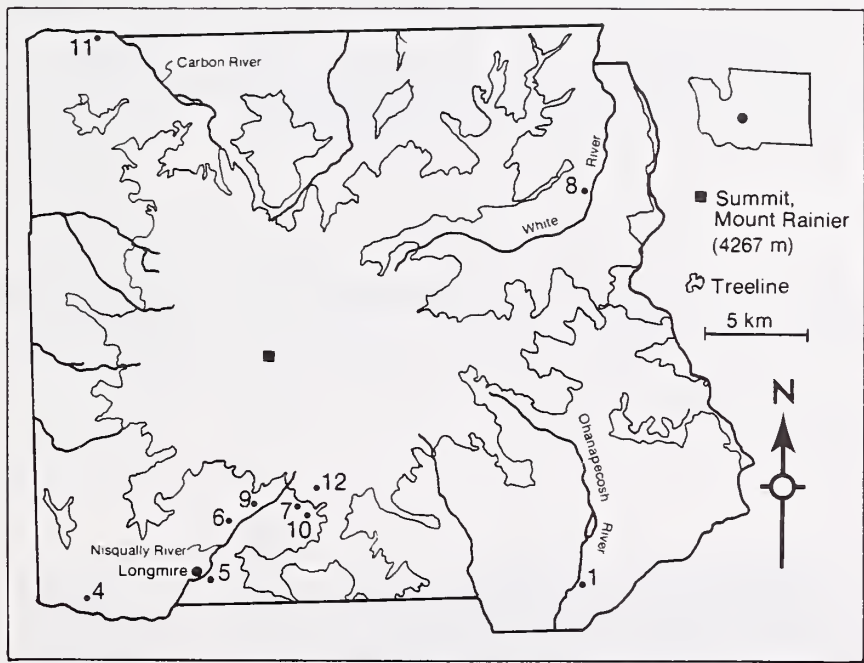 11
Carbon River
8
White
River
Summit,
Mount Rainier
(4267 m)
Treeline
5 km
N
Ohanapecosh
River
12
9
7
10
6
Nisqually River
Longmire
5
4
1